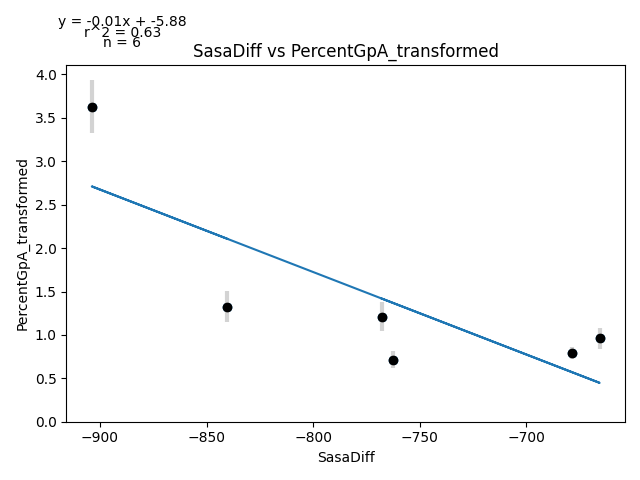 y = -0.01x + -5.88
r^2 = 0.63
n = 6
SasaDiff vs PercentGpA_transformed
4.0
3.5
3.0
2.5
2.0
1.5
1.0
0.5
0.0
PercentGpA_transformed
−900
−850
−800
−750
−700
SasaDiff